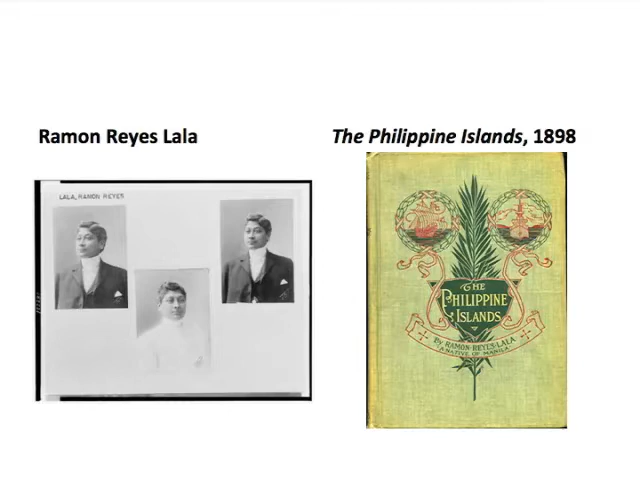 Ramon Reyes Lala
The Philippine Islands, 1898
LALA, RAMON REYES
THE
PHILIPPINE
ISLANDS
By RAMON·REYES·LALA
A NATIVE OF MANILA